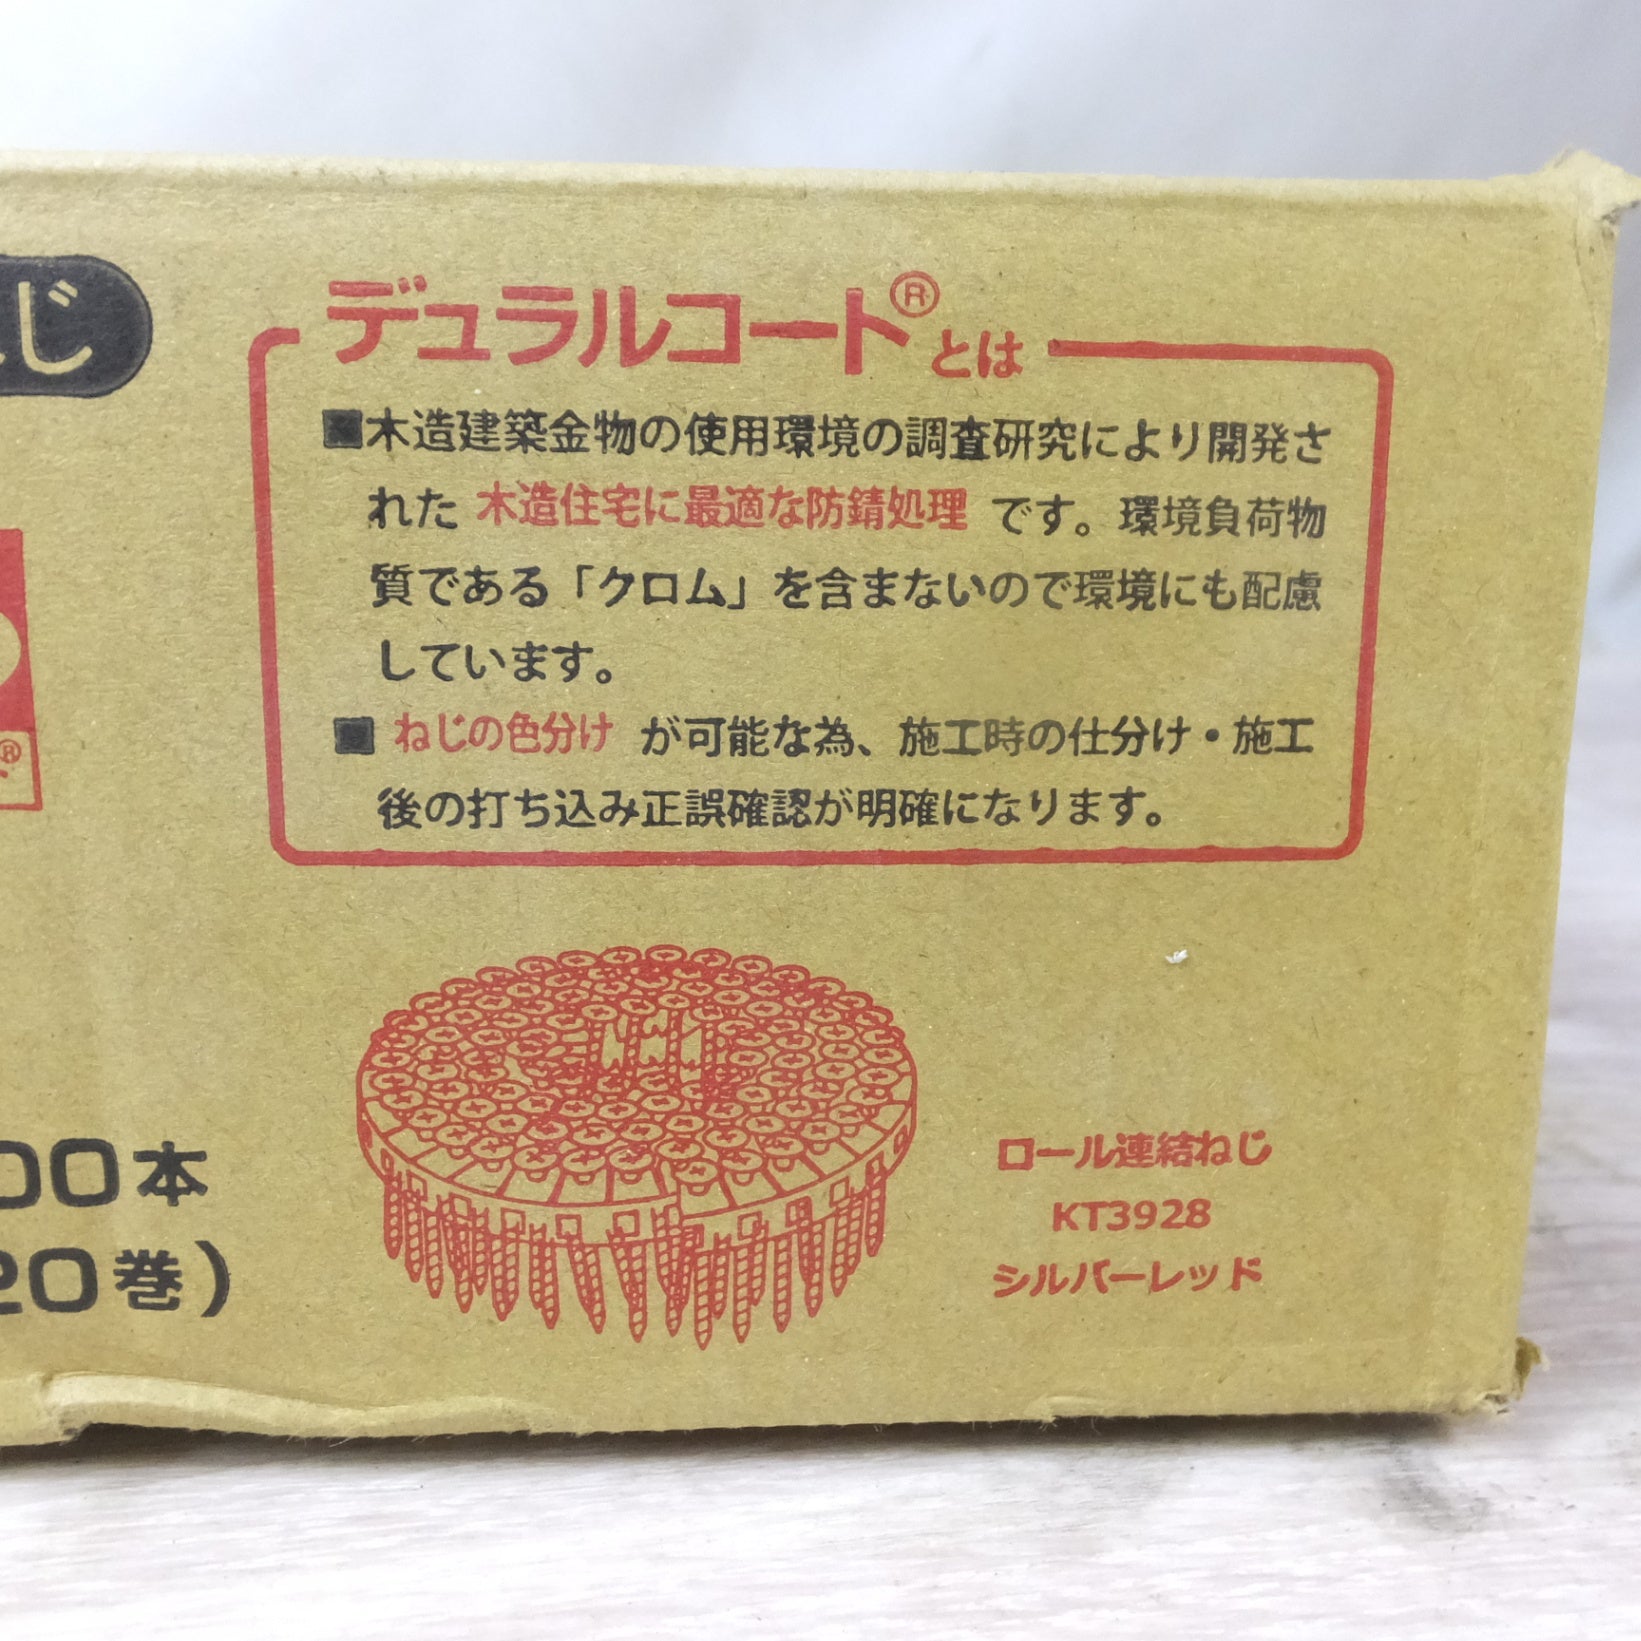 じ
デュラルコート®とは
■木造建築金物の使用環境の調査研究により開発さ
れた 木造住宅に最適な防錆処理 です。環境負荷物
質である「クロム」を含まないので環境にも配慮
しています。
■ ねじの色分け が可能な為、施工時の仕分け・施工
後の打ち込み正誤確認が明確になります。
®
00本
20巻)
ロール連結ねじ
KT3928
シルバーレッド